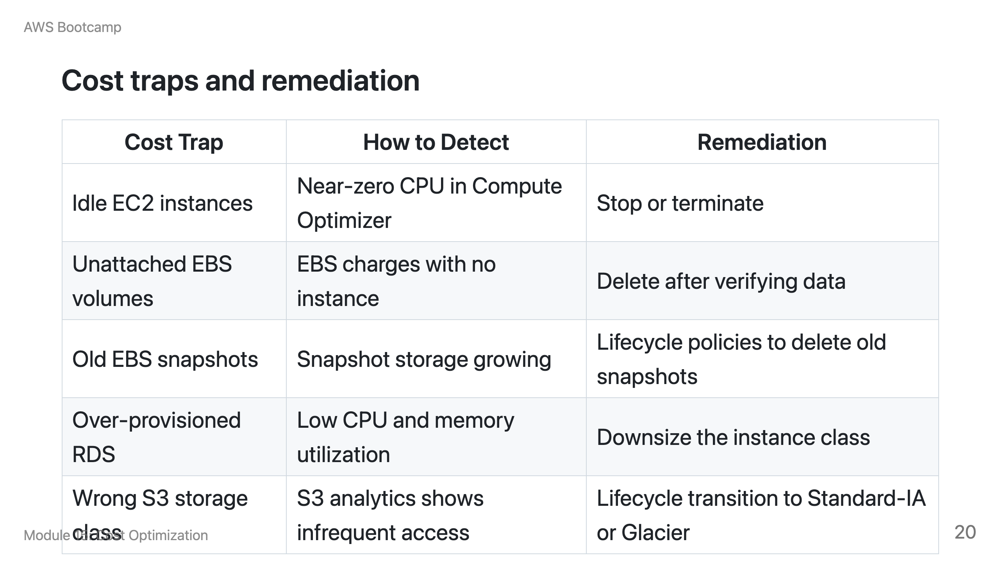 AWS Bootcamp
Cost traps and remediation
Cost Trap
How to Detect
Remediation
Idle EC2 instances
Near-zero CPU in Compute
Optimizer
Stop or terminate
Unattached EBS
volumes
EBS charges with no
instance
Delete after verifying data
Old EBS snapshots
Snapshot storage growing
Lifecycle policies to delete old
snapshots
Over-provisioned
RDS
Low CPU and memory
utilization
Downsize the instance class
Wrong S3 storage
class
S3 analytics shows
infrequent access
Lifecycle transition to Standard-IA
or Glacier
Module 15: Cost Optimization
20